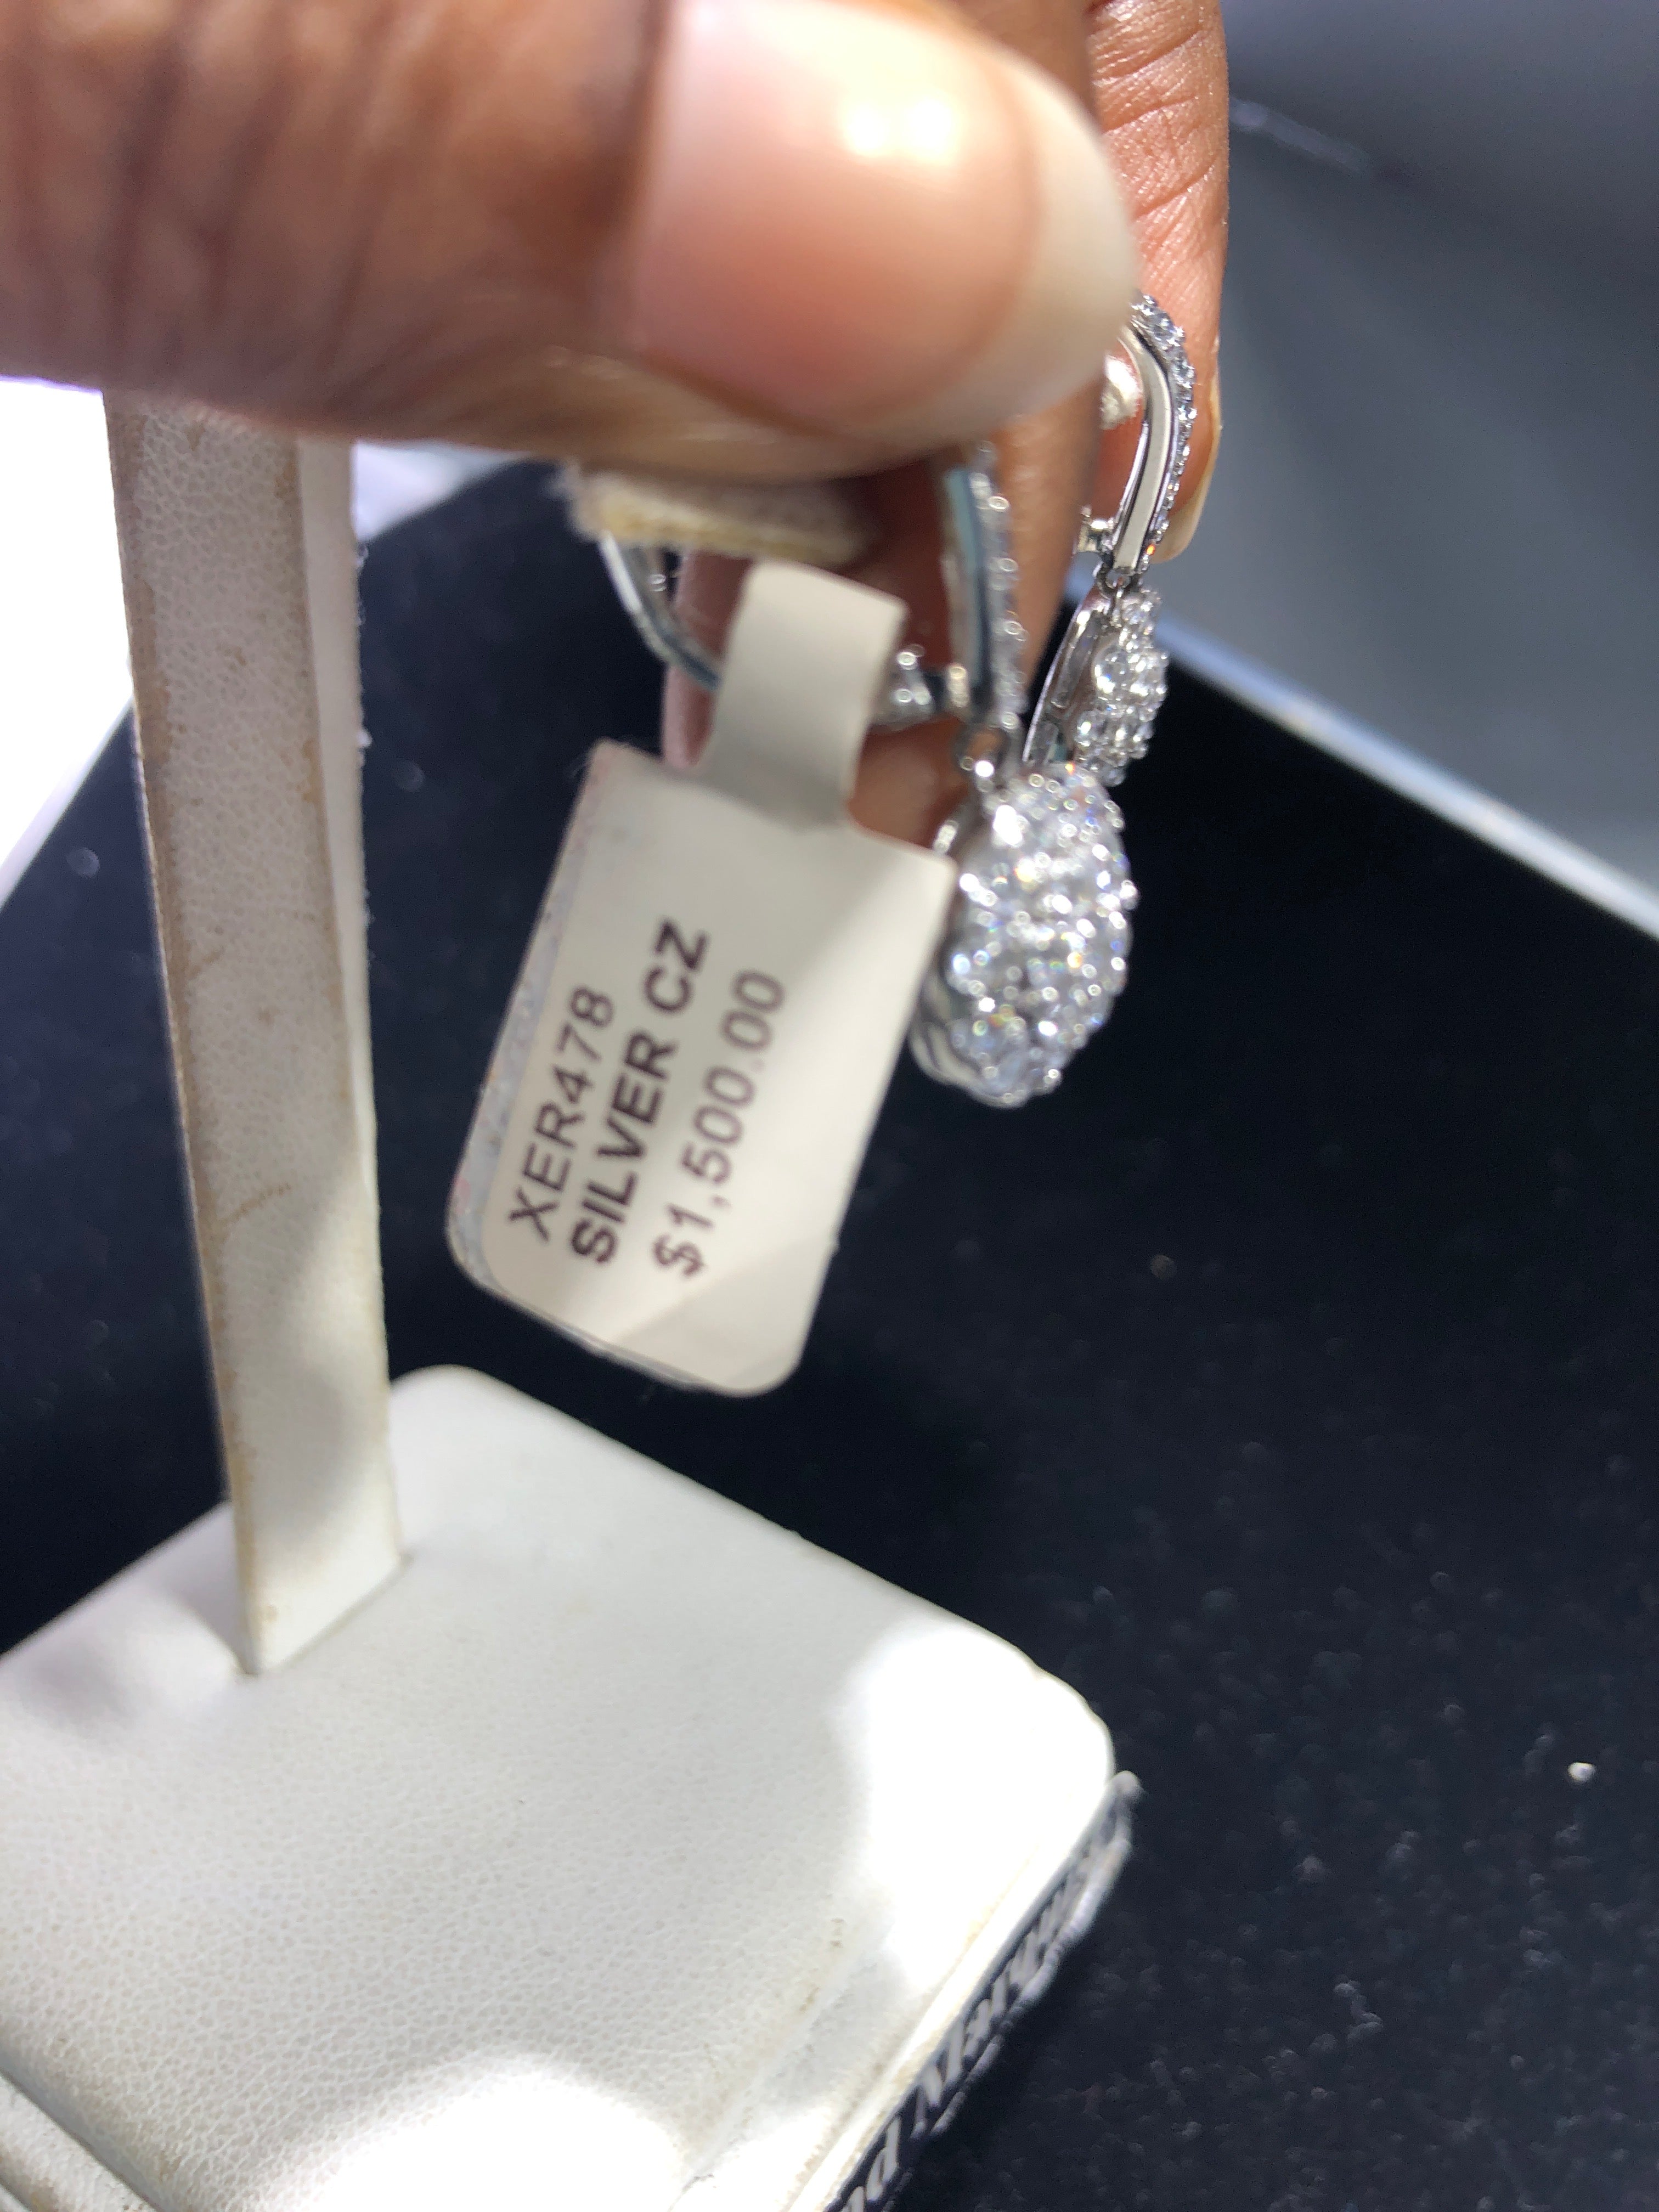 XER478
SILVER CZ
$1,500.00